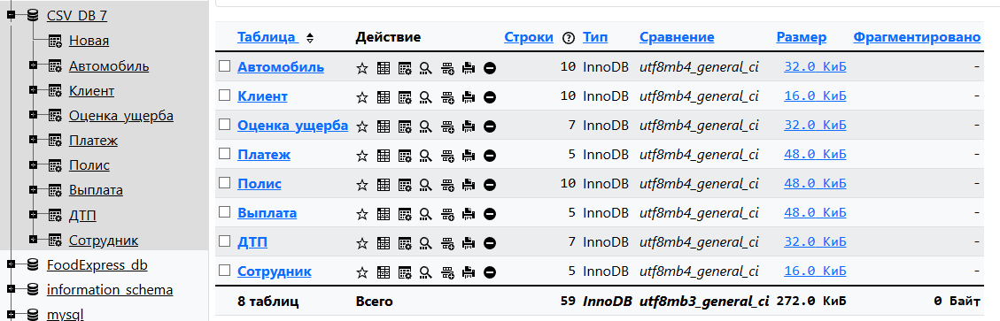 CSV_DB 7
Новая
Автомобиль
Клиент
Оценка_ущерба
Платеж
Полис
Выплата
ДТП
Сотрудник
FoodExpress_db
information_schema
mysql
Таблица Действие Строки Тип Сравнение Размер Фрагментировано
Автомобиль 10 InnoDB utf8mb4_general_ci 32.0 КиБ -
Клиент 10 InnoDB utf8mb4_general_ci 16.0 КиБ -
Оценка_ущерба 7 InnoDB utf8mb4_general_ci 32.0 КиБ -
Платеж 5 InnoDB utf8mb4_general_ci 48.0 КиБ -
Полис 10 InnoDB utf8mb4_general_ci 48.0 КиБ -
Выплата 5 InnoDB utf8mb4_general_ci 48.0 КиБ -
ДТП 7 InnoDB utf8mb4_general_ci 32.0 КиБ -
Сотрудник 5 InnoDB utf8mb4_general_ci 16.0 КиБ -
8 таблиц Всего 59 InnoDB utf8mb3_general_ci 272.0 КиБ 0 Байт